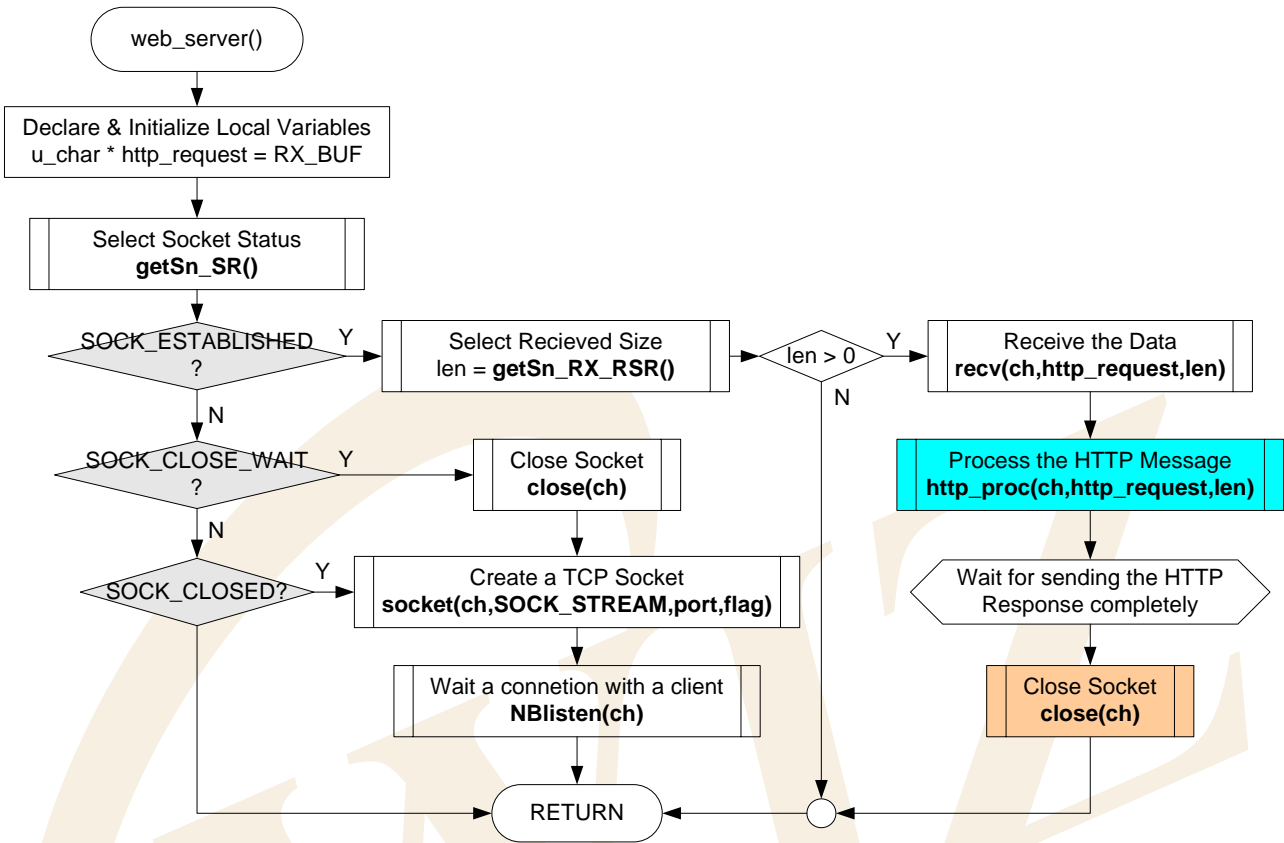 web_server()
Declare & Initialize Local Variables
u_char * http_request = RX_BUF
Select Socket Status
getSn_SR()
SOCK_ESTABLISHED
?
Y
Select Recieved Size
len = getSn_RX_RSR()
len > 0
Y
Receive the Data
recv(ch,http_request,len)
N
N
SOCK_CLOSE_WAIT
?
Y
Close Socket
close(ch)
Process the HTTP Message
http_proc(ch,http_request,len)
N
SOCK_CLOSED?
Y
Create a TCP Socket
socket(ch,SOCK_STREAM,port,flag)
Wait for sending the HTTP
Response completely
Wait a connetion with a client
NBlisten(ch)
Close Socket
close(ch)
RETURN